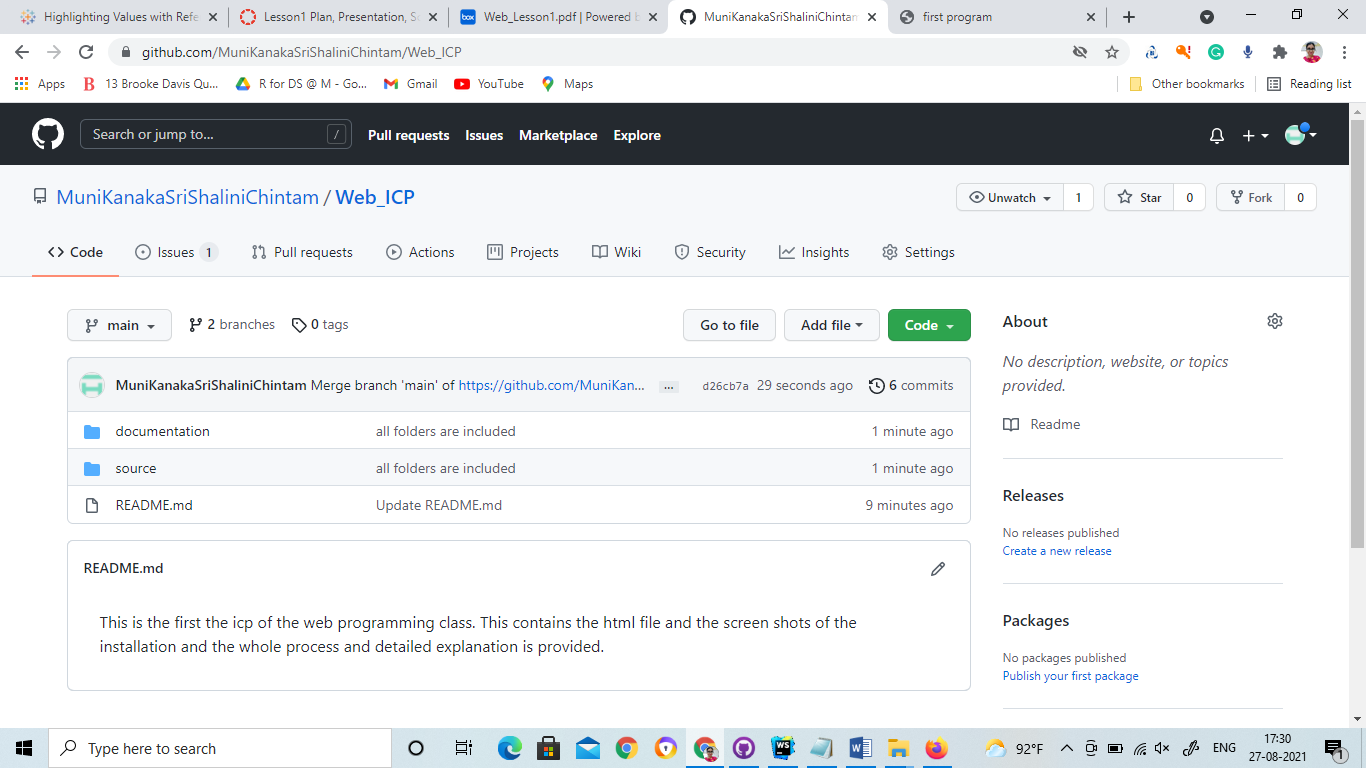 Highlighting Values with Refe
Lesson1 Plan, Presentation, S
Web_Lesson1.pdf | Powered b
MuniKanakaSriShaliniChintam
first program
github.com/MuniKanakaSriShaliniChintam/Web_ICP
Apps
13 Brooke Davis Qu...
R for DS @ M - Go...
Gmail
YouTube
Maps
Other bookmarks
Reading list
Search or jump to...
/
Pull requests
Issues
Marketplace
Explore
MuniKanakaSriShaliniChintam / Web_ICP
Unwatch 1
Star 0
Fork 0
Code
Issues 1
Pull requests
Actions
Projects
Wiki
Security
Insights
Settings
main
2 branches
0 tags
Go to file
Add file
Code
About
No description, website, or topics
provided.
MuniKanakaSriShaliniChintam Merge branch 'main' of https://github.com/MuniKan... ... d26cb7a 29 seconds ago 6 commits
documentation all folders are included 1 minute ago
source all folders are included 1 minute ago
README.md Update README.md 9 minutes ago
Readme
Releases
No releases published
Create a new release
README.md
This is the first the icp of the web programming class. This contains the html file and the screen shots of the
installation and the whole process and detailed explanation is provided.
Packages
No packages published
Publish your first package
Type here to search
box
WS
92°F
ENG
17:30
27-08-2021
1